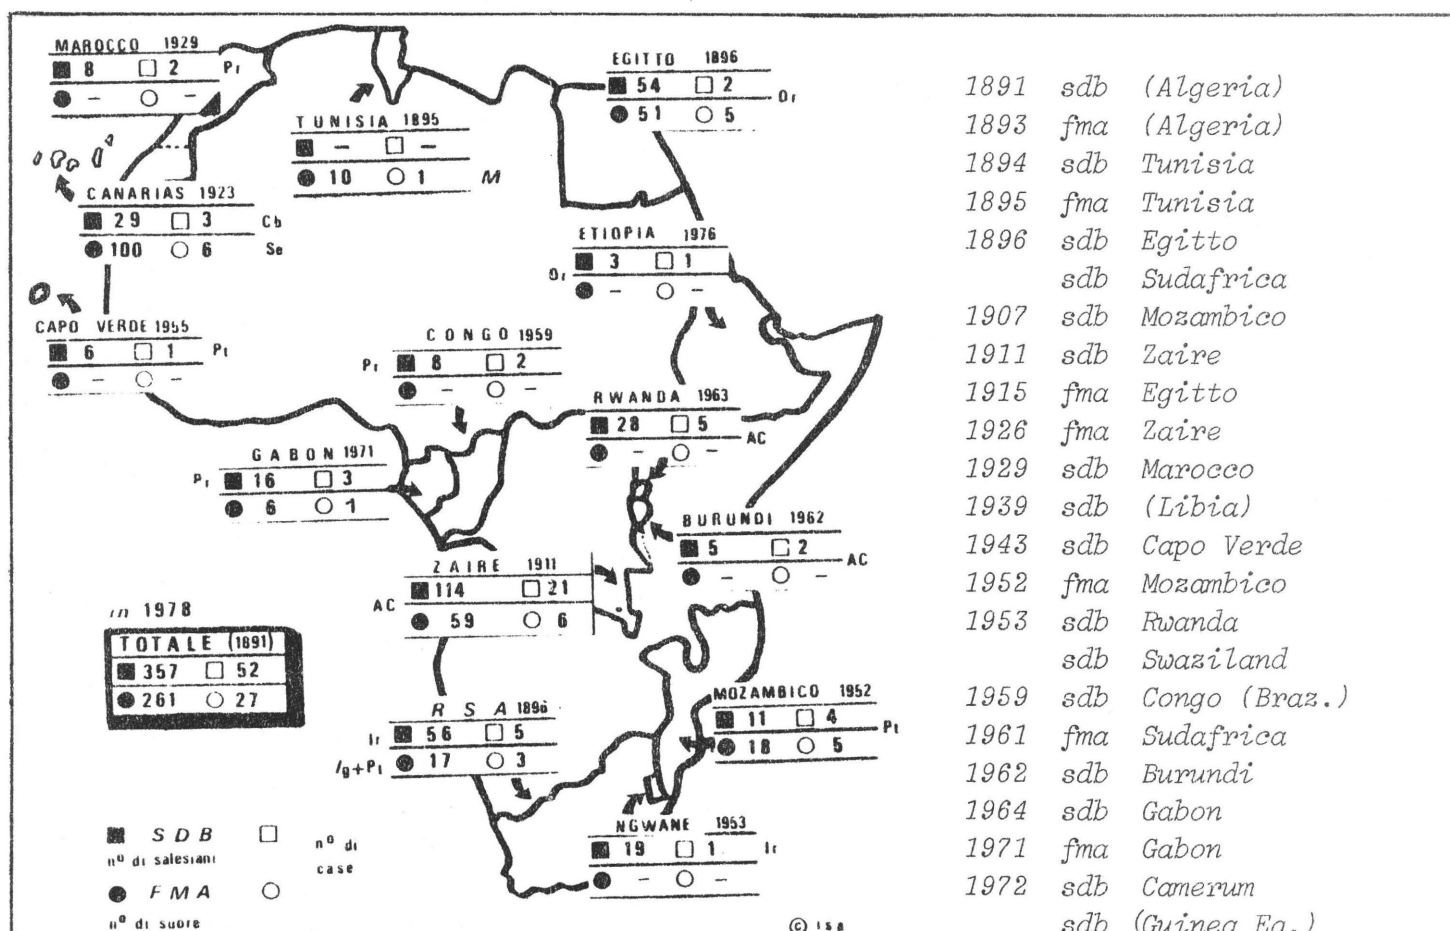 MAROCCO 1929
■ 8 □ 2 Pr
● – ○ –
EGITTO 1896
■ 54 □ 2
Or
● 51 ○ 5
TUNISIA 1895
■ – □ –
● 10 ○ 1 M
CANARIAS 1923
■ 29 □ 3 Cb
● 100 ○ 6 Se
ETIOPIA 1976
Or ■ 3 □ 1
● – ○ –
CAPO VERDE 1955
■ 6 □ 1 Pt
● – ○ –
CONGO 1959
Pr ■ 8 □ 2
● – ○ –
RWANDA 1963
■ 28 □ 5
AC
● – ○ –
GABON 1971
Pr ■ 16 □ 3
● 6 ○ 1
BURUNDI 1962
■ 5 □ 2
AC
● – ○ –
ZAIRE 1911
■ 114 □ 21
AC
● 59 ○ 6
in 1978
TOTALE (1891)
■ 357 □ 52
● 261 ○ 27
RSA 1896
Ir ■ 56 □ 5
● 17 ○ 3
MOZAMBICO 1952
■ 11 □ 4
Pt
● 18 ○ 5
NGWANE 1953
■ 19 □ 1 Ir
● – ○ –
■ SDB □
nº di salesiani
nº di
case
● FMA ○
nº di suore
© isa
1891 sdb (Algeria)
1893 fma (Algeria)
1894 sdb Tunisia
1895 fma Tunisia
1896 sdb Egitto
sdb Sudafrica
1907 sdb Mozambico
1911 sdb Zaire
1915 fma Egitto
1926 fma Zaire
1929 sdb Marocco
1939 sdb (Libia)
1943 sdb Capo Verde
1952 fma Mozambico
1953 sdb Rwanda
sdb Swaziland
1959 sdb Congo (Braz.)
1961 fma Sudafrica
1962 sdb Burundi
1964 sdb Gabon
1971 fma Gabon
1972 sdb Camerum
sdb (Guinea Eq.)